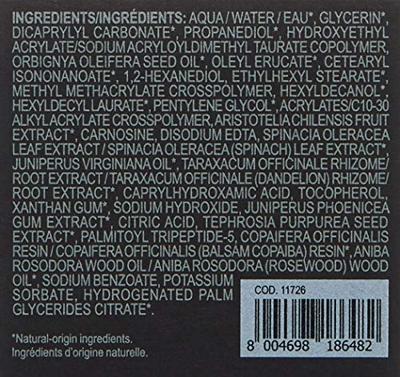 INGREDIENTS/INGRÉDIENTS: AQUA / WATER / EAU*, GLYCERIN*,
DICAPRYLYL CARBONATE*, PROPANEDIOL*, HYDROXYETHYL
ACRYLATE/SODIUM ACRYLOYLDIMETHYL TAURATE COPOLYMER,
ORBIGNYA OLEIFERA SEED OIL*, OLEYL ERUCATE*, CETEARYL
ISONONANOATE*, 1,2-HEXANEDIOL, ETHYLHEXYL STEARATE*,
METHYL METHACRYLATE CROSSPOLYMER, HEXYLDECANOL*,
HEXYLDECYL LAURATE*, PENTYLENE GLYCOL*, ACRYLATES/C10-30
ALKYL ACRYLATE CROSSPOLYMER, ARISTOTELIA CHILENSIS FRUIT
EXTRACT*, CARNOSINE, DISODIUM EDTA, SPINACIA OLERACEA
LEAF EXTRACT / SPINACIA OLERACEA (SPINACH) LEAF EXTRACT*,
JUNIPERUS VIRGINIANA OIL*, TARAXACUM OFFICINALE RHIZOME/
ROOT EXTRACT / TARAXACUM OFFICINALE (DANDELION) RHIZOME/
ROOT EXTRACT*, CAPRYLHYDROXAMIC ACID, TOCOPHEROL,
XANTHAN GUM*, SODIUM HYDROXIDE, JUNIPERUS PHOENICEA
GUM EXTRACT*, CITRIC ACID, TEPHROSIA PURPUREA SEED
EXTRACT*, PALMITOYL TRIPEPTIDE-5, COPAIFERA OFFICINALIS
RESIN / COPAIFERA OFFICINALIS (BALSAM COPAIBA) RESIN*, ANIBA
ROSODORA WOOD OIL / ANIBA ROSODORA (ROSEWOOD) WOOD
OIL*, SODIUM BENZOATE, POTASSIUM
SORBATE, HYDROGENATED PALM
GLYCERIDES CITRATE*.
COD. 11726
*Natural-origin ingredients.
Ingrédients d'origine naturelle.
8 004698 186482